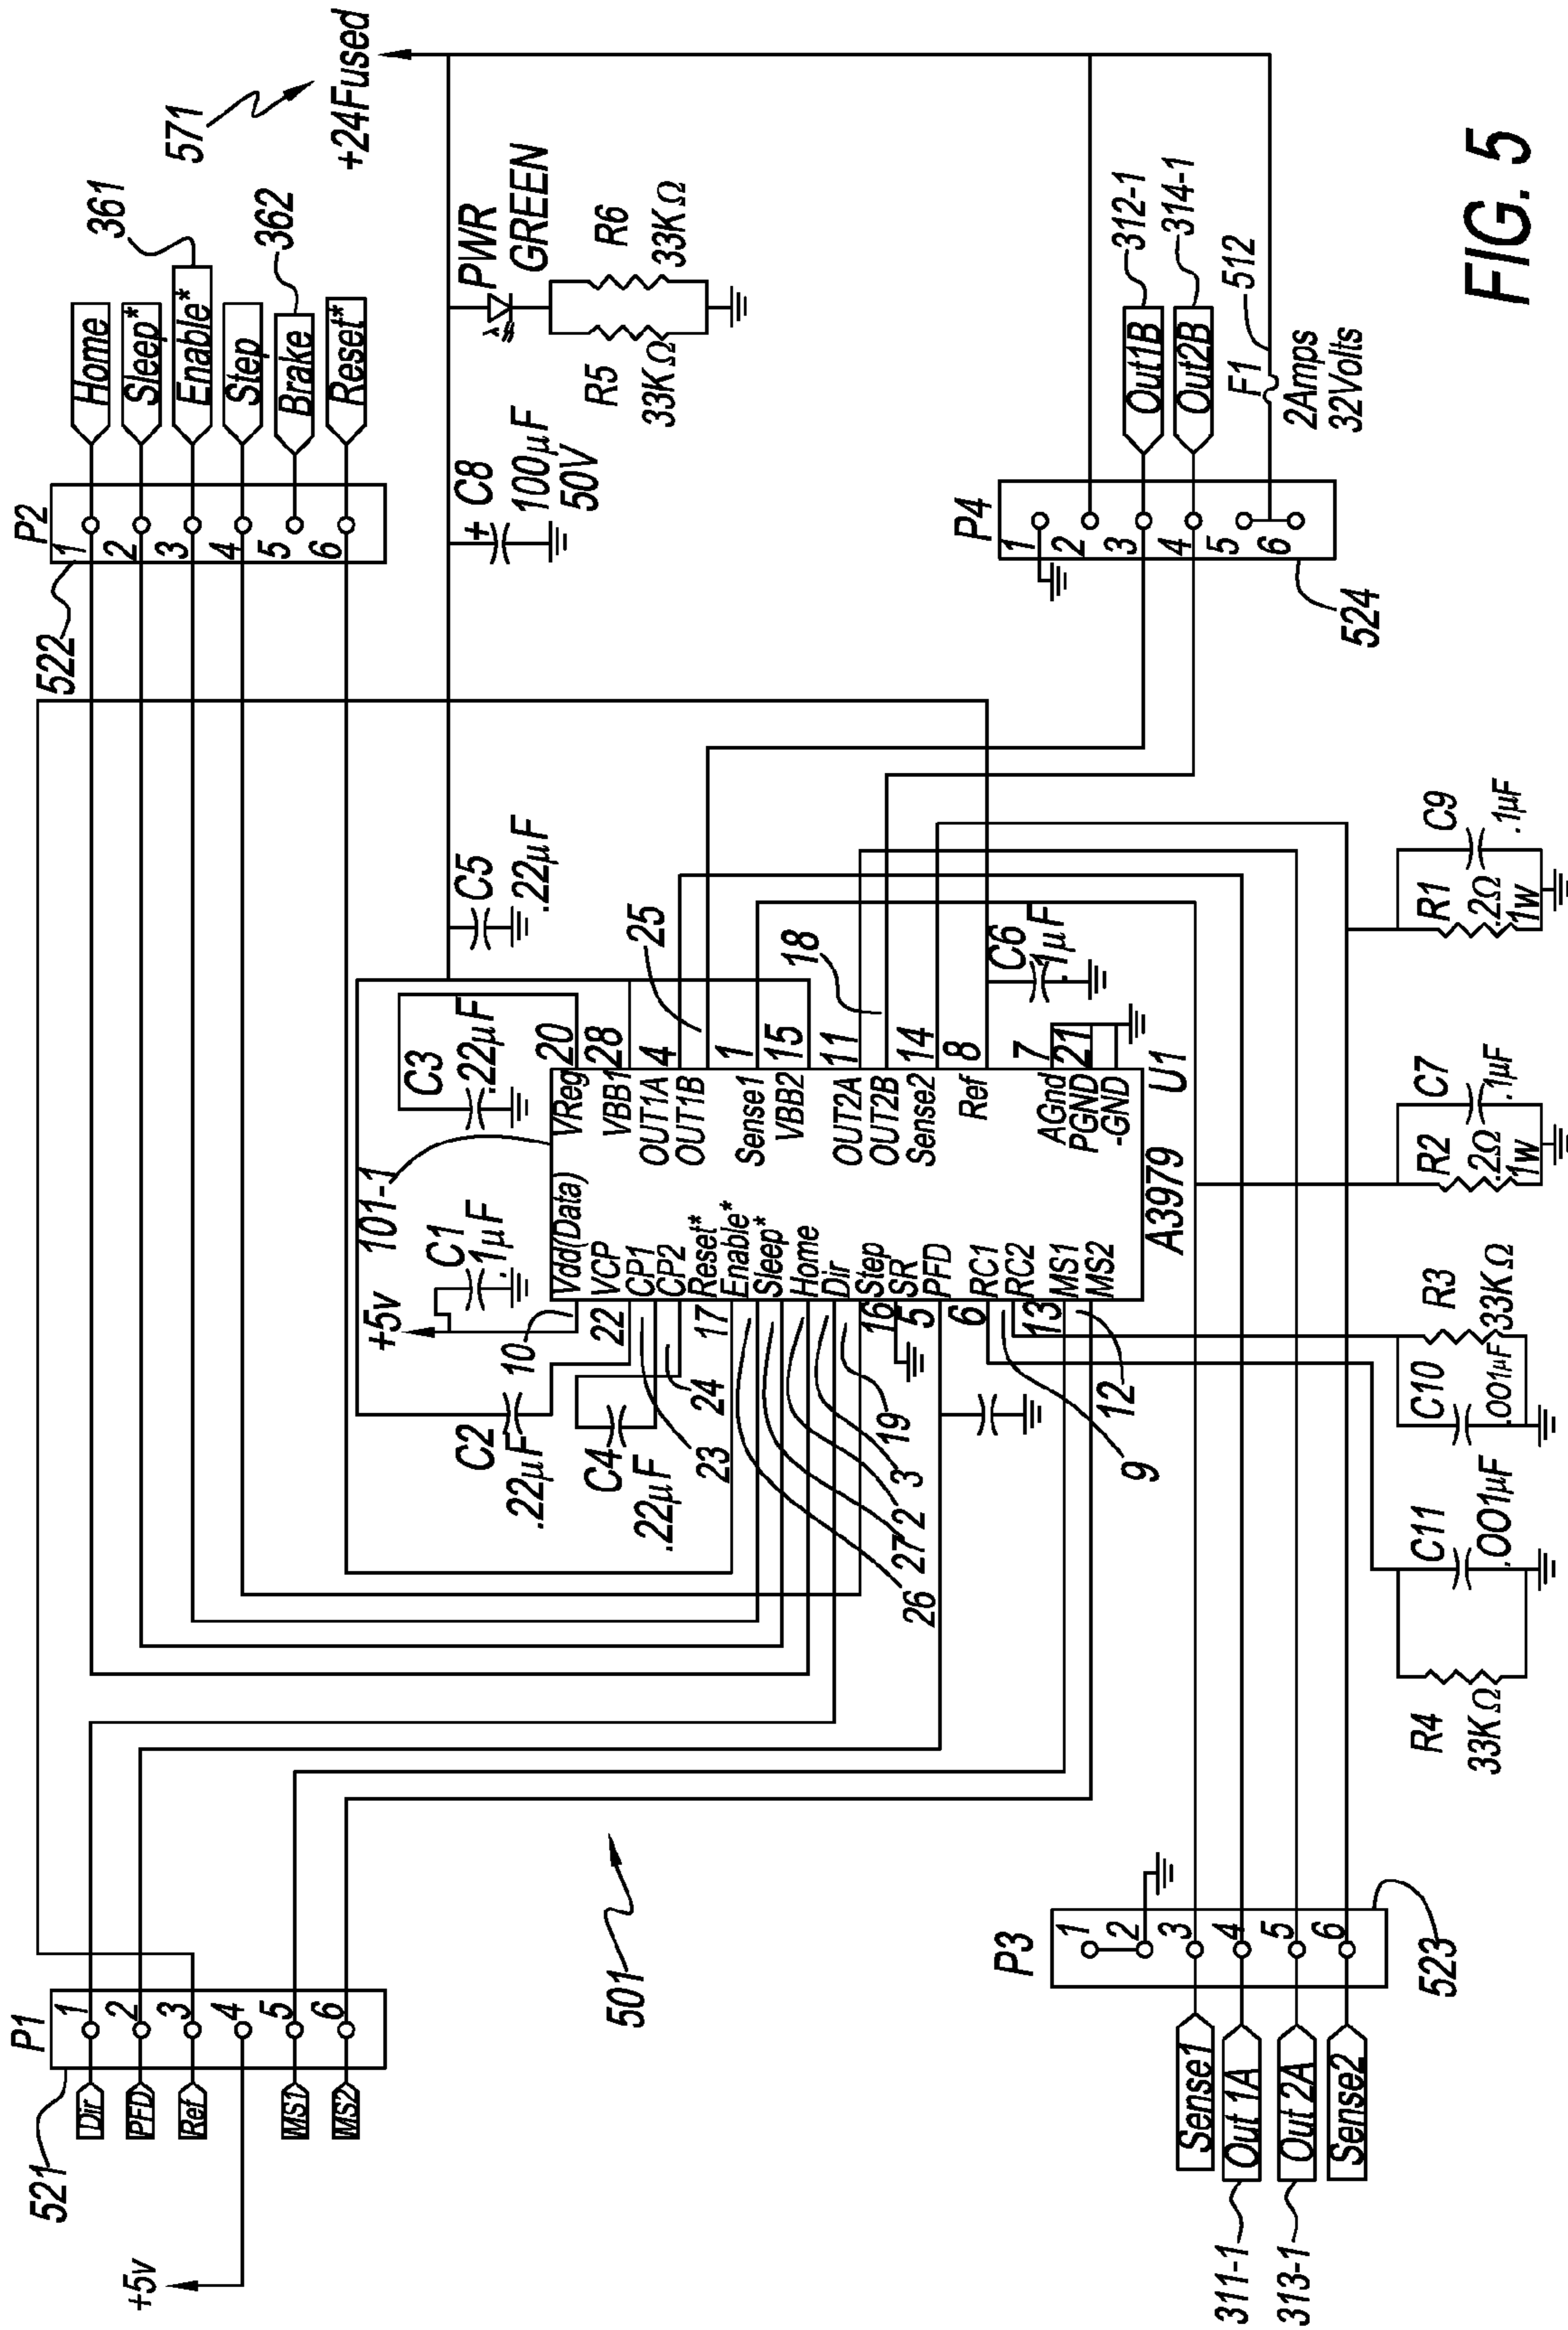 P1
521
1
2
3
4
5
6
Dir
PFD
Ref
MS1
MS2
+5v
501
P2
522
1
2
3
4
5
6
Home
Sleep*
Enable*
Step
Brake
Reset*
361
362
571
+24Fused
PWR
GREEN
R5
33KΩ
R6
33KΩ
C8
+
100µF
50V
C5
.22µF
C3
.22µF
101-1
C1
.1µF
+5v
10
C2
.22µF
C4
.22µF
22
23
24
17
26
27
2
3
19
16
5
6
9
13
12
Vdd(Data)
VCP
CP1
CP2
Reset*
Enable*
Sleep*
Home
Dir
Step
SR
PFD
RC1
RC2
MS1
MS2
VReg
VBB1
OUT1A
OUT1B
Sense1
VBB2
OUT2A
OUT2B
Sense2
Ref
AGnd
PGND
-GND
20
28
4
25
1
15
11
18
14
8
7
21
A3979
U1
C6
.1µF
P4
1
2
3
4
5
6
524
Out1B
Out2B
312-1
314-1
F1
512
2Amps
32Volts
P3
1
2
3
4
5
6
523
Sense1
Out 1A
Out 2A
Sense2
311-1
313-1
R4
33KΩ
C11
.001µF
C10
.001µF
R3
33KΩ
R2
.2Ω
1w
C7
.1µF
R1
.2Ω
.1w
C9
.1µF
FIG. 5